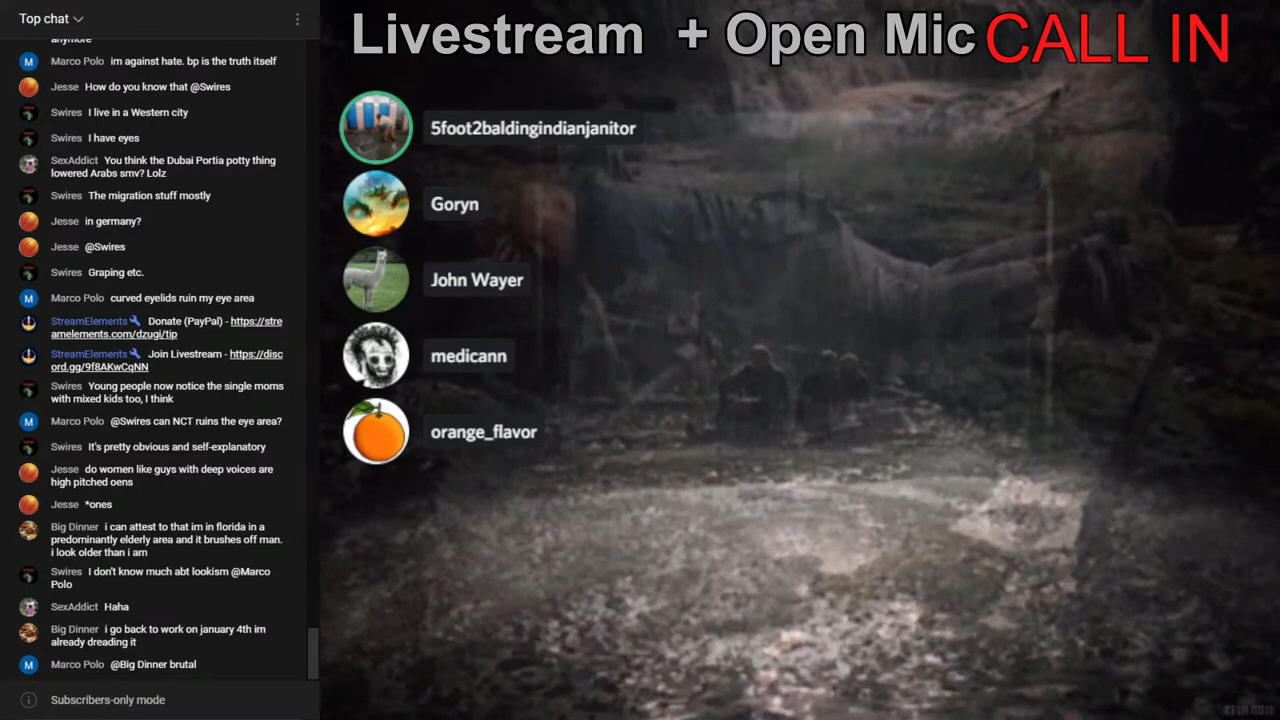 Top chat
anymore
Marco Polo im against hate. bp is the truth itself
Jesse How do you know that @Swires
Swires I live in a Western city
Swires I have eyes
SexAddict You think the Dubai Portia potty thing
lowered Arabs smv? Lolz
Swires The migration stuff mostly
Jesse in germany?
Jesse @Swires
Swires Graping etc.
Marco Polo curved eyelids ruin my eye area
StreamElements Donate (PayPal) - https://stre
amelements.com/dzugi/tip
StreamElements Join Livestream - https://disc
ord.gg/9f8AKwCqNN
Swires Young people now notice the single moms
with mixed kids too, I think
Marco Polo @Swires can NCT ruins the eye area?
Swires It's pretty obvious and self-explanatory
Jesse do women like guys with deep voices are
high pitched oens
Jesse *ones
Big Dinner i can attest to that im in florida in a
predominantly elderly area and it brushes off man.
i look older than i am
Swires I don't know much abt lookism @Marco
Polo
SexAddict Haha
Big Dinner i go back to work on january 4th im
already dreading it
Marco Polo @Big Dinner brutal
Subscribers-only mode
Livestream + Open Mic CALL IN
5foot2baldingindianjanitor
Goryn
John Wayer
medicann
orange_flavor